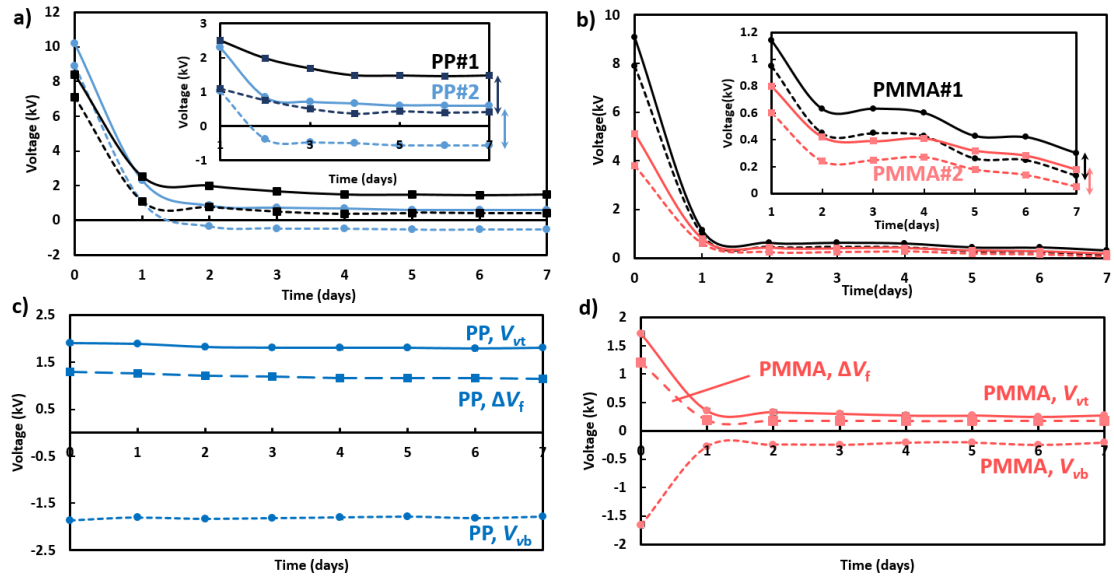 a)
Voltage (kV)
12
10
8
6
4
2
0
-2
0 1 2 3 4 5 6 7
Time (days)
Voltage (kV)
3
2
1
0
-1
3 5 7
Time (days)
PP#1
PP#2
b)
Voltage(kV)
10
8
6
4
2
0
0 1 2 3 4 5 6 7
Time(days)
Voltage(kV)
1.2
1
0.8
0.6
0.4
0.2
0
1 2 3 4 5 6 7
Time(days)
PMMA#1
PMMA#2
c)
Voltage (kV)
2.5
1.5
0.5
-0.5
-1.5
-2.5
0 1 2 3 4 5 6 7
Time (days)
PP, Vvt
PP, ΔVf
PP, Vvb
d)
Voltage (kV)
2
1.5
1
0.5
0
-0.5
-1
-1.5
-2
0 1 2 3 4 5 6 7
Time (days)
PMMA, ΔVf
PMMA, Vvt
PMMA, Vvb